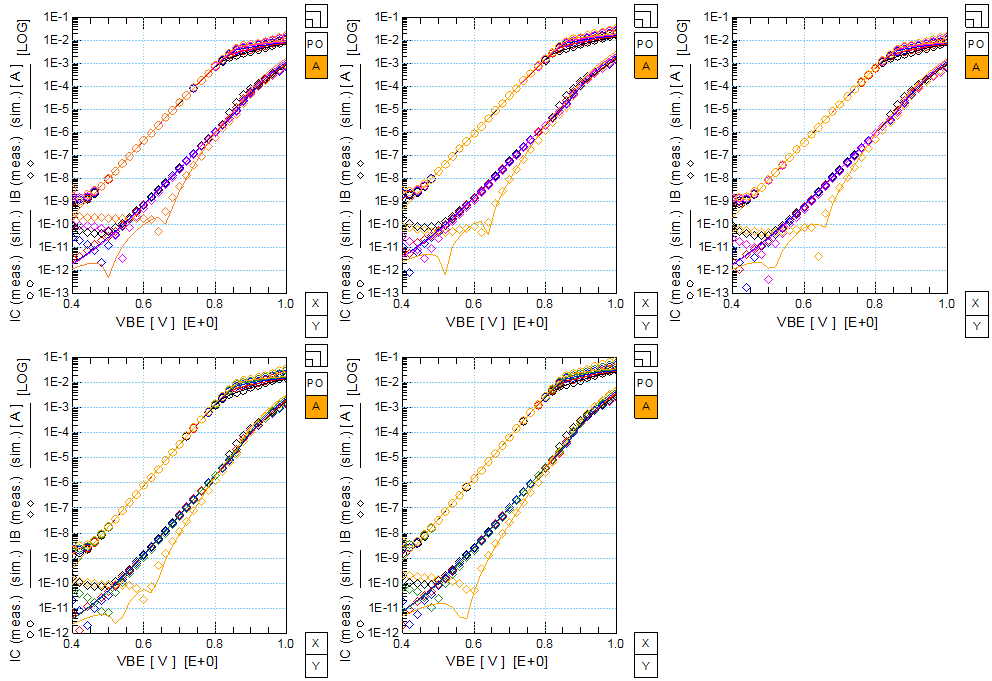 IC (meas.) (sim.) IB (meas.) (sim.) [ A ] [LOG]
1E-1
1E-2
1E-3
1E-4
1E-5
1E-6
1E-7
1E-8
1E-9
1E-10
1E-11
1E-12
1E-13
0.4 0.6 0.8 1.0
VBE [ V ] [E+0]
PO
A
X
Y
IC (meas.) (sim.) IB (meas.) (sim.) [ A ] [LOG]
1E-1
1E-2
1E-3
1E-4
1E-5
1E-6
1E-7
1E-8
1E-9
1E-10
1E-11
1E-12
1E-13
0.4 0.6 0.8 1.0
VBE [ V ] [E+0]
PO
A
X
Y
IC (meas.) (sim.) IB (meas.) (sim.) [ A ] [LOG]
1E-1
1E-2
1E-3
1E-4
1E-5
1E-6
1E-7
1E-8
1E-9
1E-10
1E-11
1E-12
1E-13
0.4 0.6 0.8 1.0
VBE [ V ] [E+0]
PO
A
X
Y
IC (meas.) (sim.) IB (meas.) (sim.) [ A ] [LOG]
1E-1
1E-2
1E-3
1E-4
1E-5
1E-6
1E-7
1E-8
1E-9
1E-10
1E-11
1E-12
0.4 0.6 0.8 1.0
VBE [ V ] [E+0]
PO
A
X
Y
IC (meas.) (sim.) IB (meas.) (sim.) [ A ] [LOG]
1E-1
1E-2
1E-3
1E-4
1E-5
1E-6
1E-7
1E-8
1E-9
1E-10
1E-11
1E-12
0.4 0.6 0.8 1.0
VBE [ V ] [E+0]
PO
A
X
Y